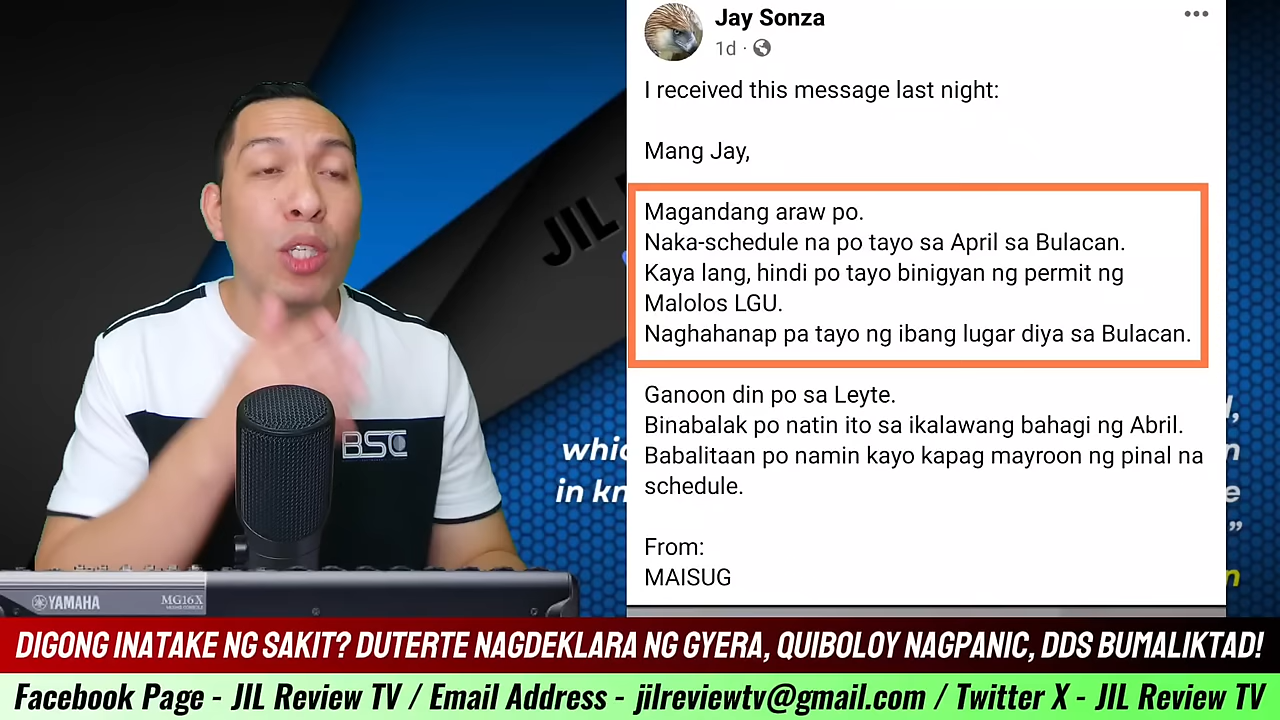 Jay Sonza
1d
I received this message last night:
Mang Jay,
Magandang araw po.
Naka-schedule na po tayo sa April sa Bulacan.
Kaya lang, hindi po tayo binigyan ng permit ng
Malolos LGU.
Naghahanap pa tayo ng ibang lugar diya sa Bulacan.
Ganoon din po sa Leyte.
Binabalak po natin ito sa ikalawang bahagi ng Abril.
Babalitaan po namin kayo kapag mayroon ng pinal na
schedule.
From:
MAISUG
JIL
in
BSC
YAMAHA
MG16X
DIGONG INATAKE NG SAKIT? DUTERTE NAGDEKLARA NG GYERA, QUIBOLOY NAGPANIC, DDS BUMALIKTAD!
Facebook Page - JIL Review TV / Email Address - jilreviewtv@gmail.com / Twitter X - JIL Review TV